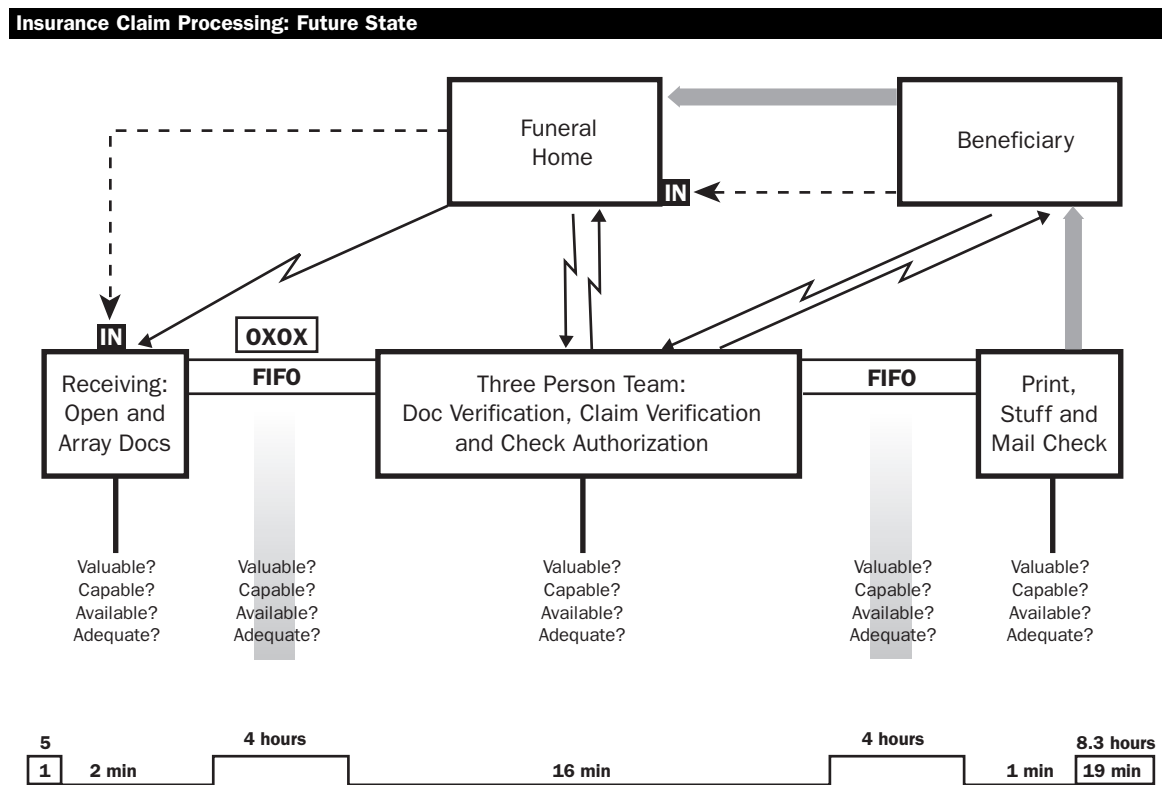 Insurance Claim Processing: Future State
Funeral
Home
Beneficiary
IN
IN
OXOX
Receiving:
Open and
Array Docs
FIFO
Three Person Team:
Doc Verification, Claim Verification
and Check Authorization
FIFO
Print,
Stuff and
Mail Check
Valuable?
Capable?
Available?
Adequate?
Valuable?
Capable?
Available?
Adequate?
Valuable?
Capable?
Available?
Adequate?
Valuable?
Capable?
Available?
Adequate?
Valuable?
Capable?
Available?
Adequate?
5
1
2 min
4 hours
16 min
4 hours
1 min
8.3 hours
19 min